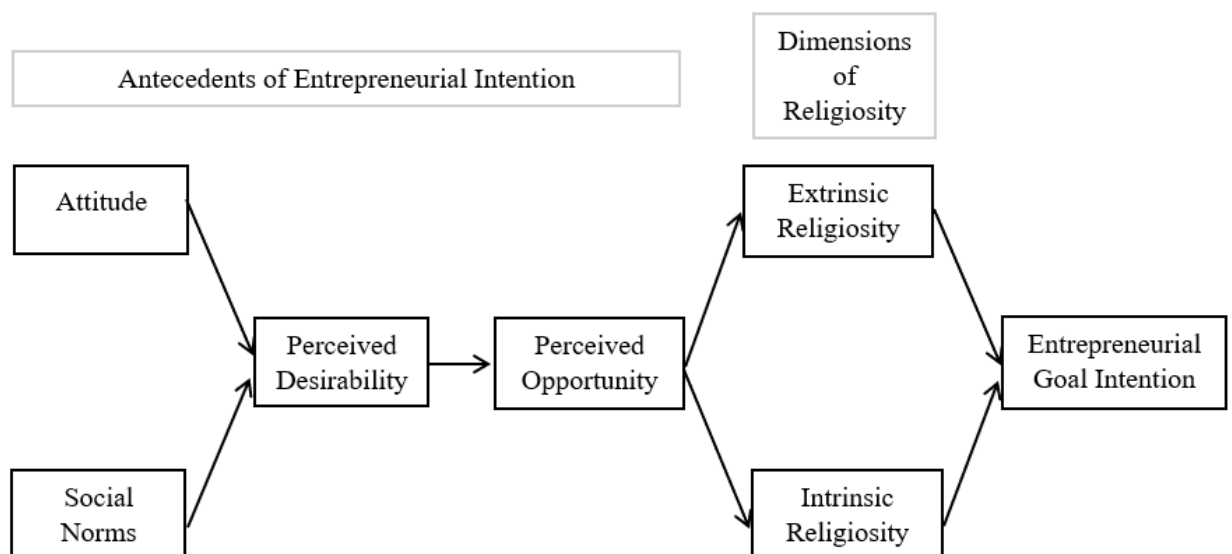 Antecedents of Entrepreneurial Intention
Dimensions
of
Religiosity
Attitude
Extrinsic
Religiosity
Perceived
Desirability
Perceived
Opportunity
Entrepreneurial
Goal Intention
Social
Norms
Intrinsic
Religiosity